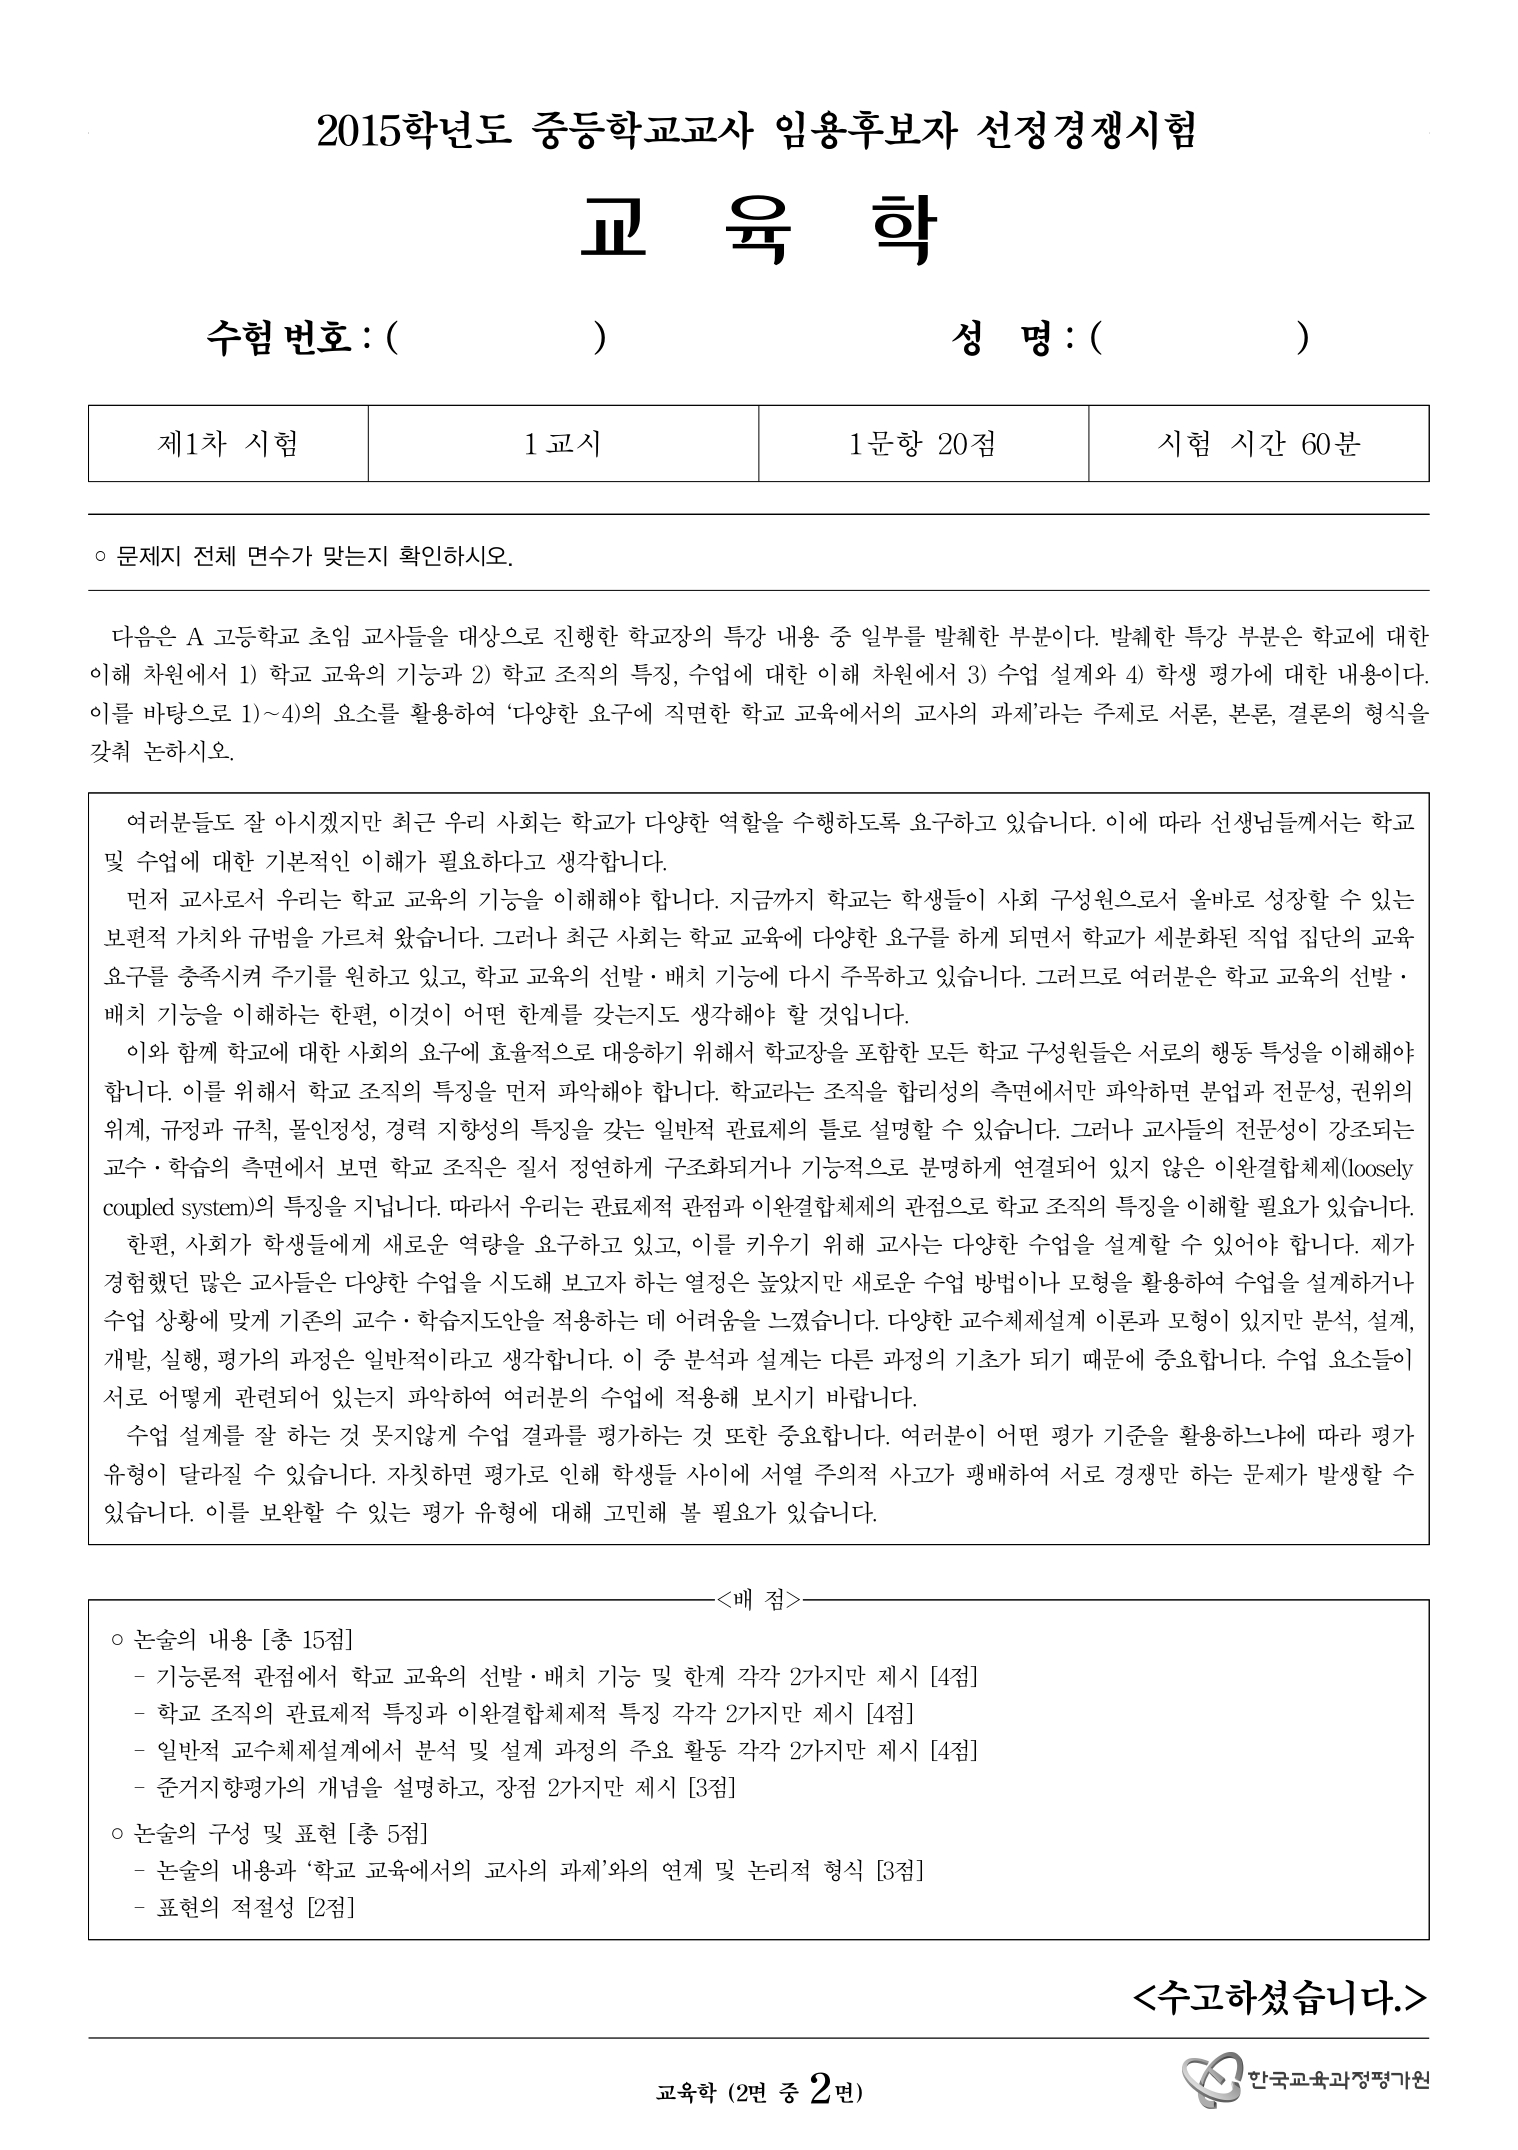 2015학년도 중등학교교사 임용후보자 선정경쟁시험
교 육 학
수험 번호 : ( ) 성 명 : ( )
제1차 시험 1 교시 1 문항 20점 시험 시간 60분
○ 문제지 전체 면수가 맞는지 확인하시오.
다음은 A 고등학교 초임 교사들을 대상으로 진행한 학교장의 특강 내용 중 일부를 발췌한 부분이다. 발췌한 특강 부분은 학교에 대한
이해 차원에서 1) 학교 교육의 기능과 2) 학교 조직의 특징, 수업에 대한 이해 차원에서 3) 수업 설계와 4) 학생 평가에 대한 내용이다.
이를 바탕으로 1)~4)의 요소를 활용하여 ‘다양한 요구에 직면한 학교 교육에서의 교사의 과제’라는 주제로 서론, 본론, 결론의 형식을
갖춰 논하시오.
여러분들도 잘 아시겠지만 최근 우리 사회는 학교가 다양한 역할을 수행하도록 요구하고 있습니다. 이에 따라 선생님들께서는 학교
및 수업에 대한 기본적인 이해가 필요하다고 생각합니다.
먼저 교사로서 우리는 학교 교육의 기능을 이해해야 합니다. 지금까지 학교는 학생들이 사회 구성원으로서 올바로 성장할 수 있는
보편적 가치와 규범을 가르쳐 왔습니다. 그러나 최근 사회는 학교 교육에 다양한 요구를 하게 되면서 학교가 세분화된 직업 집단의 교육
요구를 충족시켜 주기를 원하고 있고, 학교 교육의 선발・배치 기능에 다시 주목하고 있습니다. 그러므로 여러분은 학교 교육의 선발・
배치 기능을 이해하는 한편, 이것이 어떤 한계를 갖는지도 생각해야 할 것입니다.
이와 함께 학교에 대한 사회의 요구에 효율적으로 대응하기 위해서 학교장을 포함한 모든 학교 구성원들은 서로의 행동 특성을 이해해야
합니다. 이를 위해서 학교 조직의 특징을 먼저 파악해야 합니다. 학교라는 조직을 합리성의 측면에서만 파악하면 분업과 전문성, 권위의
위계, 규정과 규칙, 몰인정성, 경력 지향성의 특징을 갖는 일반적 관료제의 틀로 설명할 수 있습니다. 그러나 교사들의 전문성이 강조되는
교수・학습의 측면에서 보면 학교 조직은 질서 정연하게 구조화되거나 기능적으로 분명하게 연결되어 있지 않은 이완결합체제(loosely
coupled system)의 특징을 지닙니다. 따라서 우리는 관료제적 관점과 이완결합체제의 관점으로 학교 조직의 특징을 이해할 필요가 있습니다.
한편, 사회가 학생들에게 새로운 역량을 요구하고 있고, 이를 키우기 위해 교사는 다양한 수업을 설계할 수 있어야 합니다. 제가
경험했던 많은 교사들은 다양한 수업을 시도해 보고자 하는 열정은 높았지만 새로운 수업 방법이나 모형을 활용하여 수업을 설계하거나
수업 상황에 맞게 기존의 교수・학습지도안을 적용하는 데 어려움을 느꼈습니다. 다양한 교수체제설계 이론과 모형이 있지만 분석, 설계,
개발, 실행, 평가의 과정은 일반적이라고 생각합니다. 이 중 분석과 설계는 다른 과정의 기초가 되기 때문에 중요합니다. 수업 요소들이
서로 어떻게 관련되어 있는지 파악하여 여러분의 수업에 적용해 보시기 바랍니다.
수업 설계를 잘 하는 것 못지않게 수업 결과를 평가하는 것 또한 중요합니다. 여러분이 어떤 평가 기준을 활용하느냐에 따라 평가
유형이 달라질 수 있습니다. 자칫하면 평가로 인해 학생들 사이에 서열 주의적 사고가 팽배하여 서로 경쟁만 하는 문제가 발생할 수
있습니다. 이를 보완할 수 있는 평가 유형에 대해 고민해 볼 필요가 있습니다.
<배 점>
○ 논술의 내용 [총 15점]
- 기능론적 관점에서 학교 교육의 선발・배치 기능 및 한계 각각 2가지만 제시 [4점]
- 학교 조직의 관료제적 특징과 이완결합체제적 특징 각각 2가지만 제시 [4점]
- 일반적 교수체제설계에서 분석 및 설계 과정의 주요 활동 각각 2가지만 제시 [4점]
- 준거지향평가의 개념을 설명하고, 장점 2가지만 제시 [3점]
○ 논술의 구성 및 표현 [총 5점]
- 논술의 내용과 ‘학교 교육에서의 교사의 과제’와의 연계 및 논리적 형식 [3점]
- 표현의 적절성 [2점]
<수고하셨습니다.>
교육학 (2면 중 2면)
한국교육과정평가원